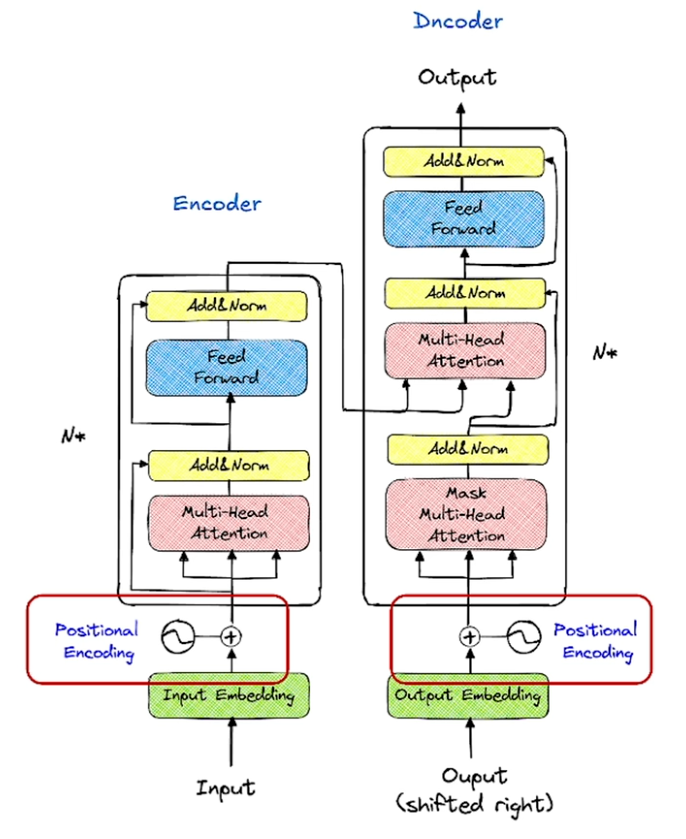 Dncoder
Output
Add&Norm
Feed
Forward
Add&Norm
Multi-Head
Attention
N*
Add&Norm
Mask
Multi-Head
Attention
Positional
Encoding
Output Embedding
Ouput
(shifted right)
Encoder
Add&Norm
Feed
Forward
N*
Add&Norm
Multi-Head
Attention
Positional
Encoding
Input Embedding
Input